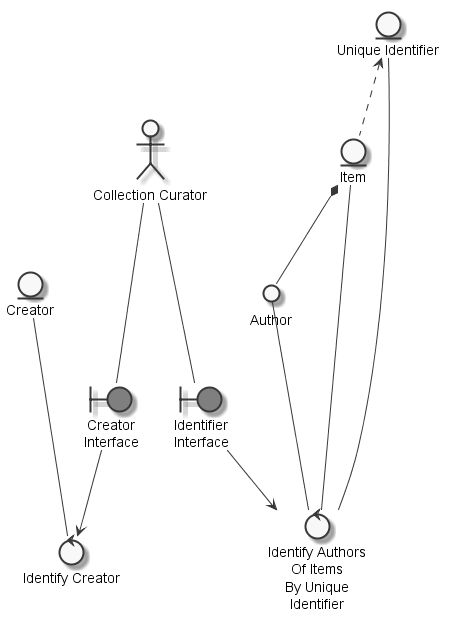 Unique Identifier
Item
Collection Curator
Creator
Author
Creator
Interface
Identifier
Interface
Identify Creator
Identify Authors
Of Items
By Unique
Identifier